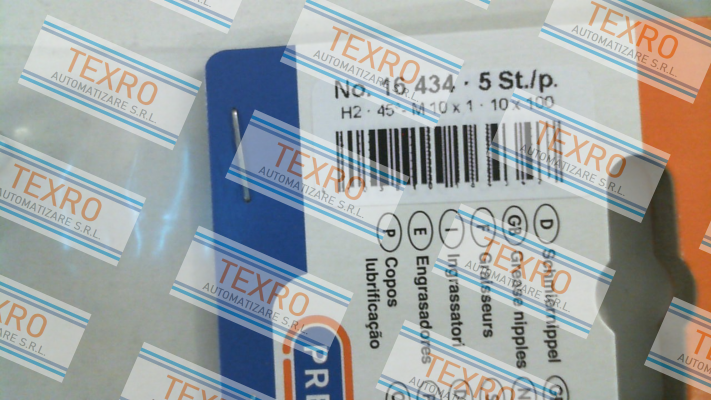 No. 16 434 · 5 St./p.
H2 · 45° · M 10 x 1 · 10 x 100
D Schmiernippel
GB Grease nipples
F Graisseurs
I Ingrassatori
E Engrasadores
P Copos
lubrificação
PRE
TEXRO
AUTOMATIZARE S.R.L.